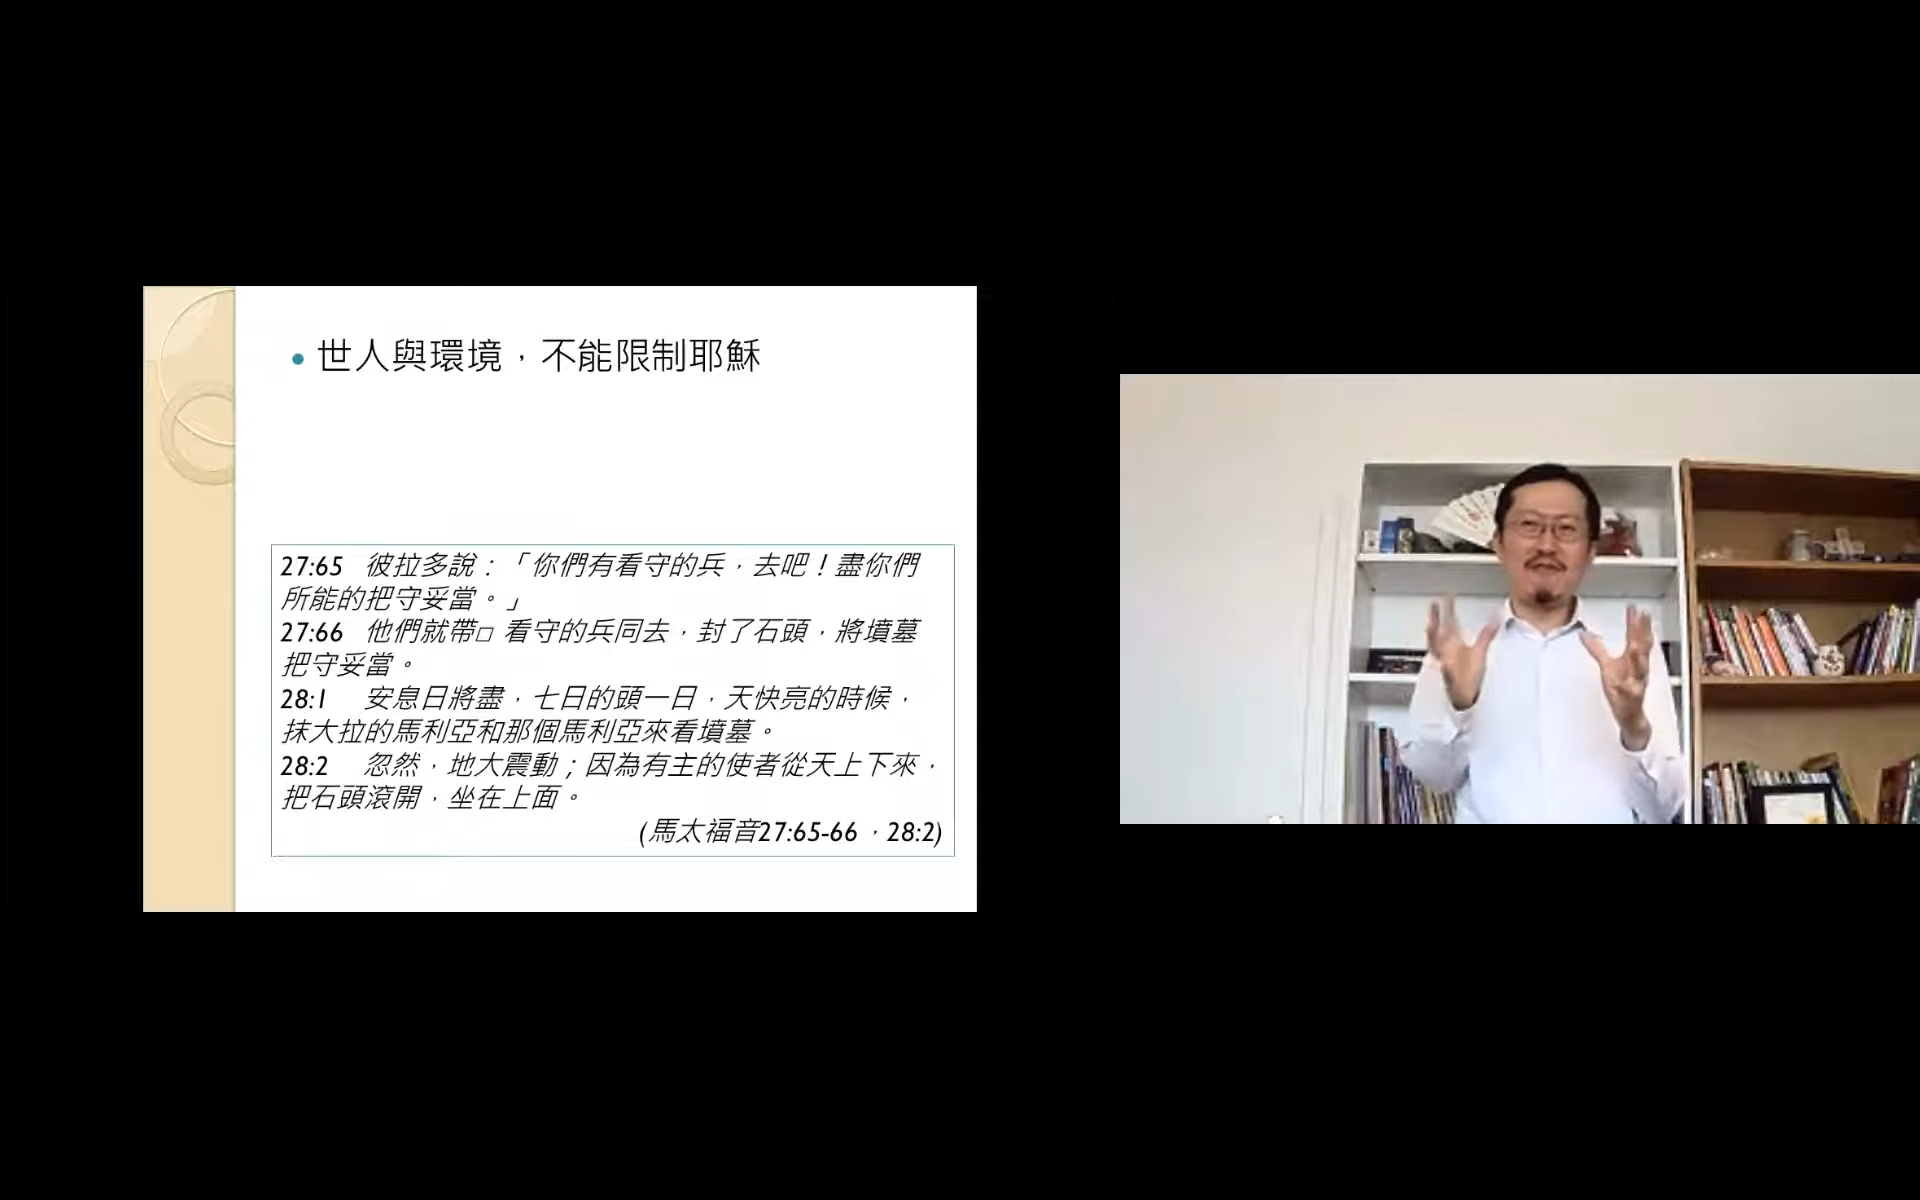 世人與環境，不能限制耶穌
27:65 彼拉多說：「你們有看守的兵，去吧！盡你們
所能的把守妥當。」
27:66 他們就帶□ 看守的兵同去，封了石頭，將墳墓
把守妥當。
28:1 安息日將盡，七日的頭一日，天快亮的時候，
抹大拉的馬利亞和那個馬利亞來看墳墓。
28:2 忽然，地大震動；因為有主的使者從天上下來，
把石頭滾開，坐在上面。
(馬太福音27:65-66，28:2)